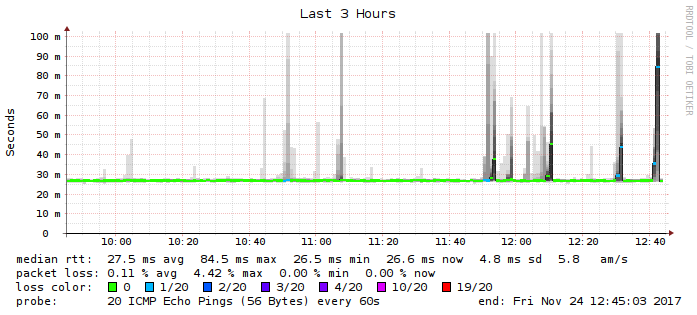 Last 3 Hours
RRDTOOL / TOBI OETIKER
Seconds
100 m
90 m
80 m
70 m
60 m
50 m
40 m
30 m
20 m
10 m
0
10:00 10:20 10:40 11:00 11:20 11:40 12:00 12:20 12:40
median rtt: 27.5 ms avg 84.5 ms max 26.5 ms min 26.6 ms now 4.8 ms sd 5.8 am/s
packet loss: 0.11 % avg 4.42 % max 0.00 % min 0.00 % now
loss color: 0 1/20 2/20 3/20 4/20 10/20 19/20
probe: 20 ICMP Echo Pings (56 Bytes) every 60s end: Fri Nov 24 12:45:03 2017